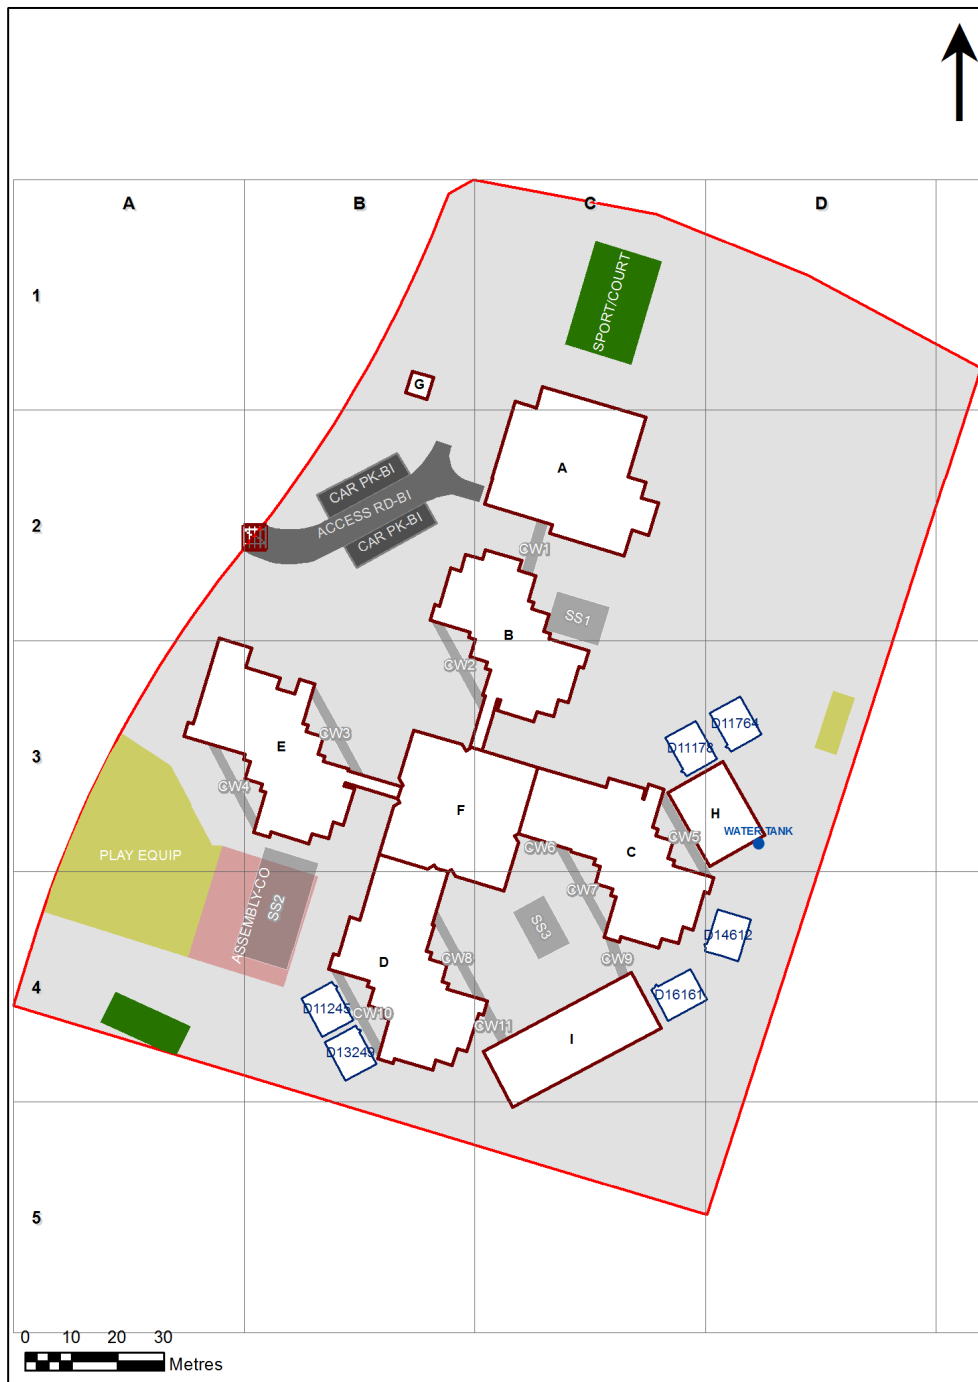 A
B
C
D
1
SPORT/COURT
G
A
CAR PK-BI
ACCESS RD-BI
CAR PK-BI
2
CW1
SS1
B
CW2
D11764
CW3
D11178
E
3
CW4
F
H
WATER TANK
CW5
CW6
C
PLAY EQUIP
CW7
ASSEMBLY-CO
SS2
SS3
D14612
D
CW8
CW9
4
D16161
D11245
CW10
CW11
I
D13249
5
0 10 20 30
Metres